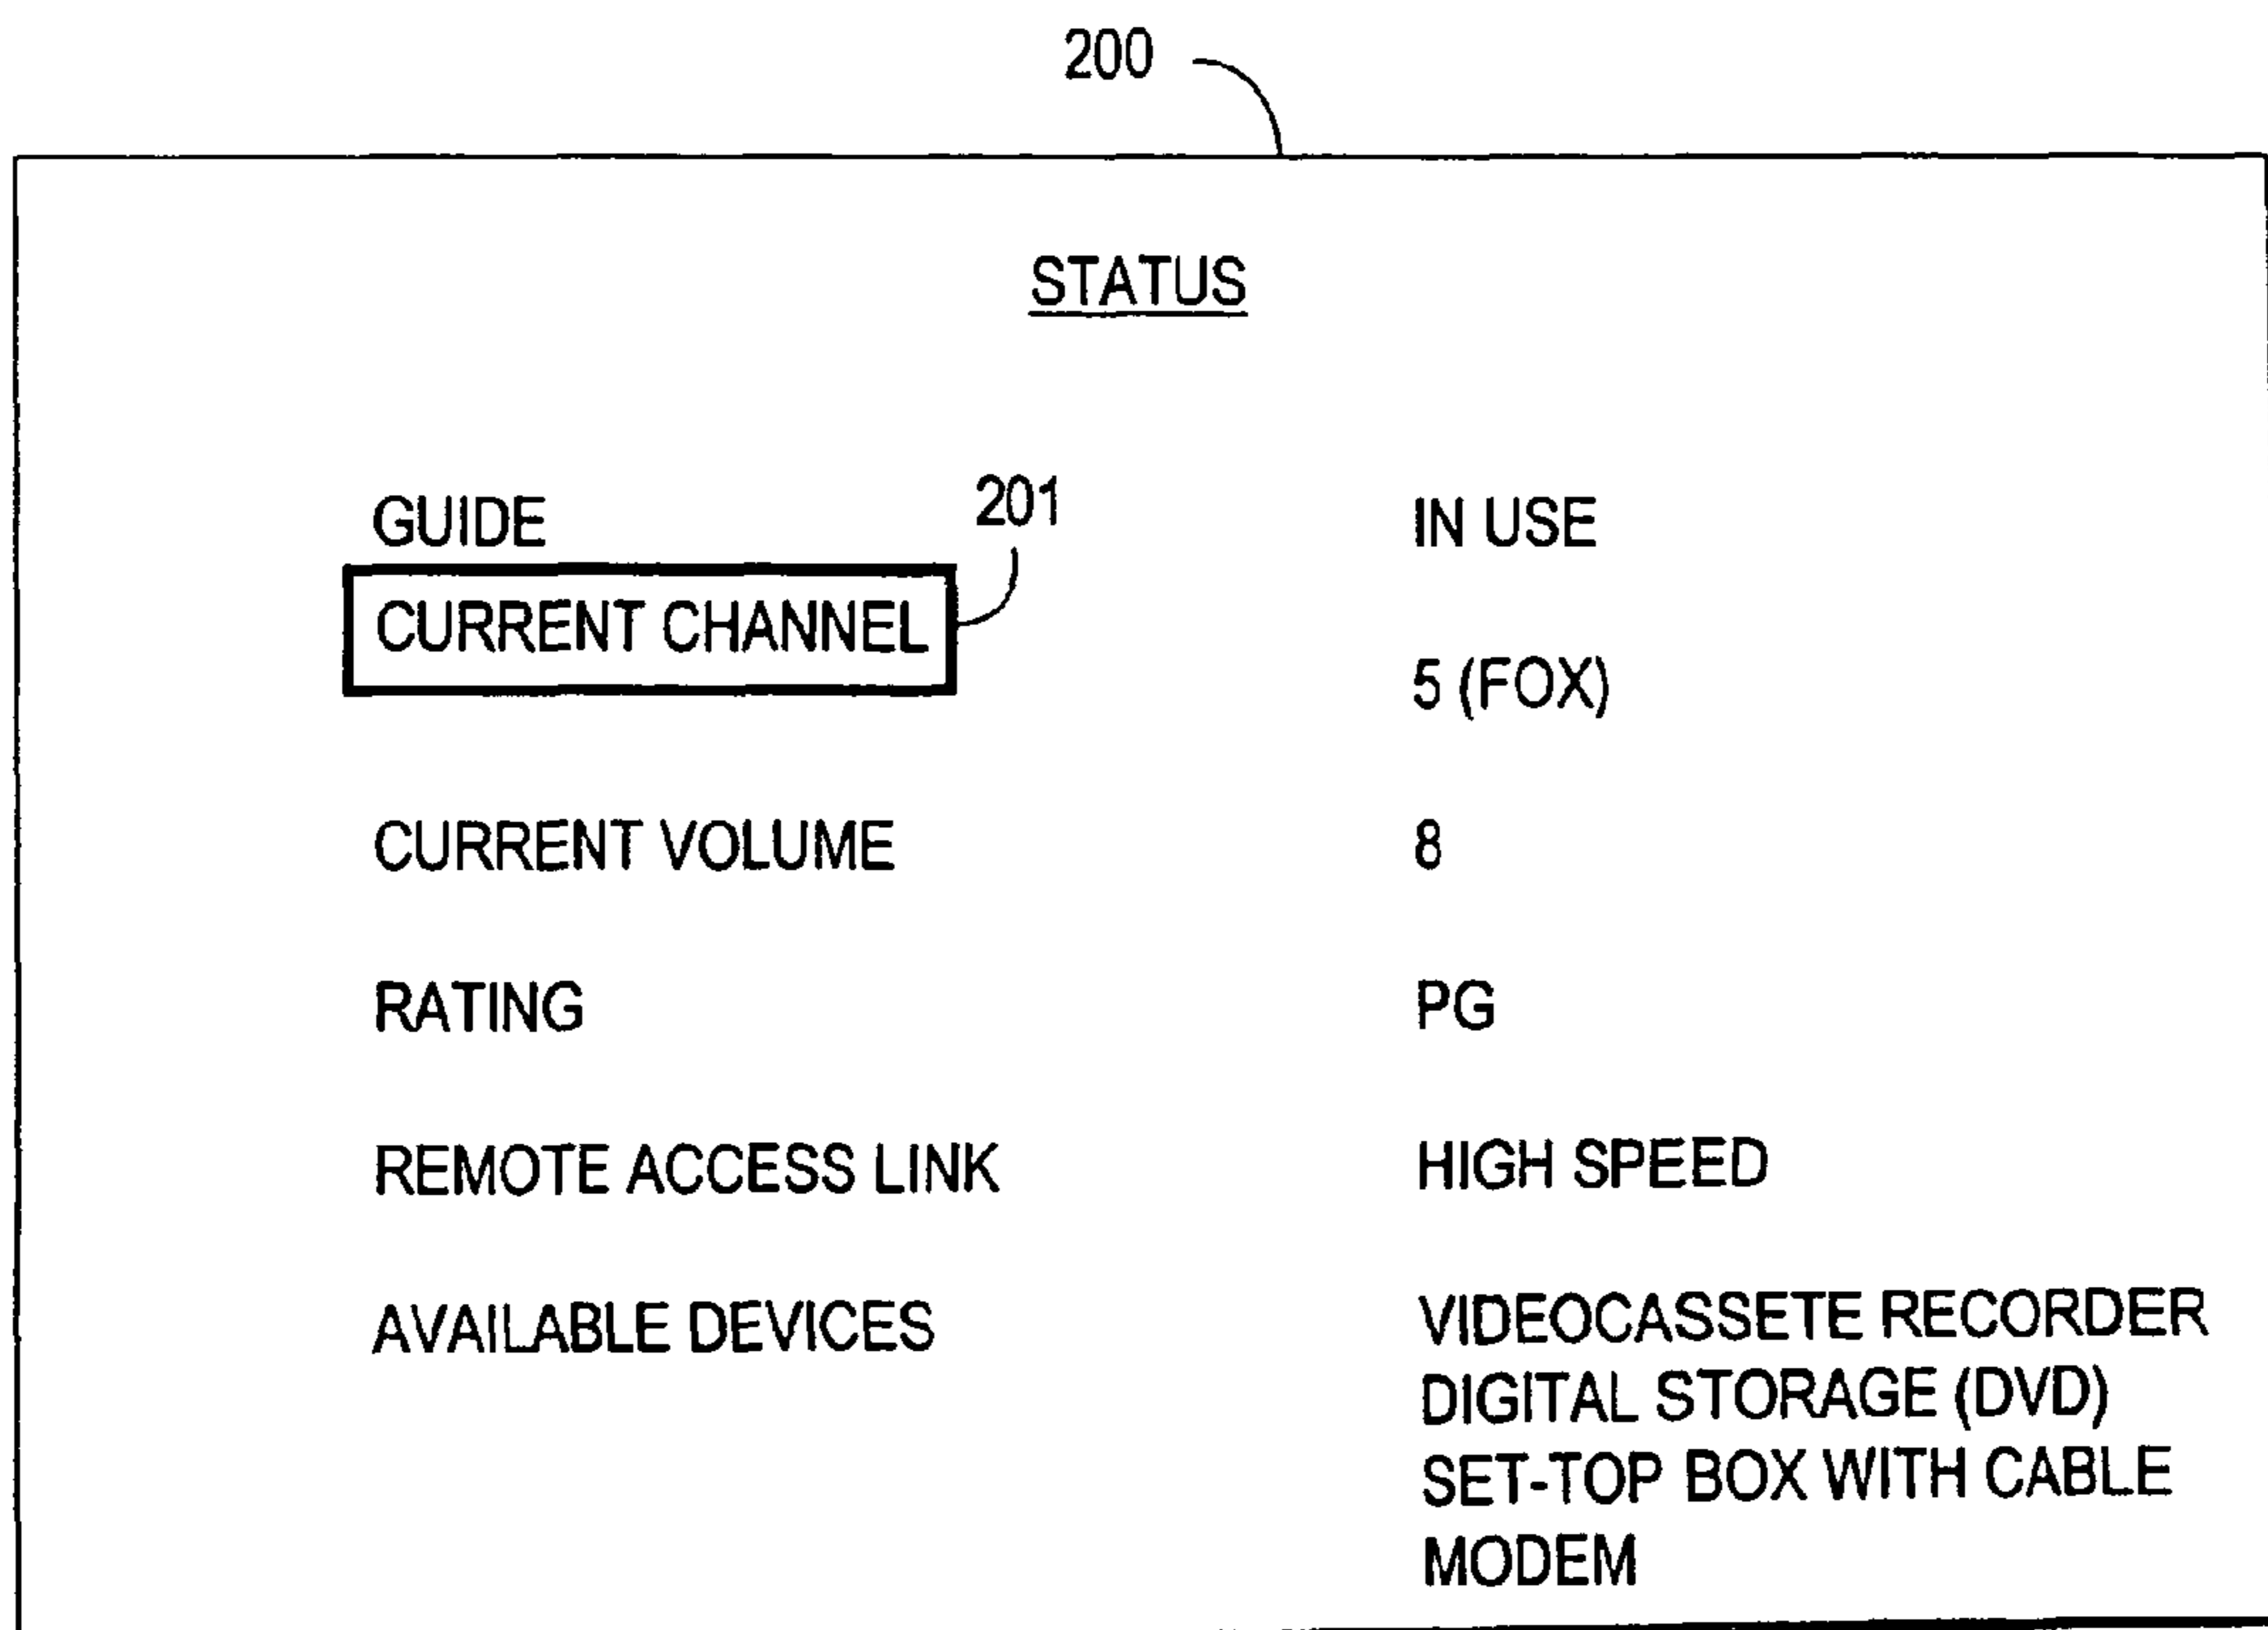 200
STATUS
GUIDE 201 IN USE
CURRENT CHANNEL
5 (FOX)
CURRENT VOLUME 8
RATING PG
REMOTE ACCESS LINK HIGH SPEED
AVAILABLE DEVICES VIDEOCASSETE RECORDER
DIGITAL STORAGE (DVD)
SET-TOP BOX WITH CABLE
MODEM